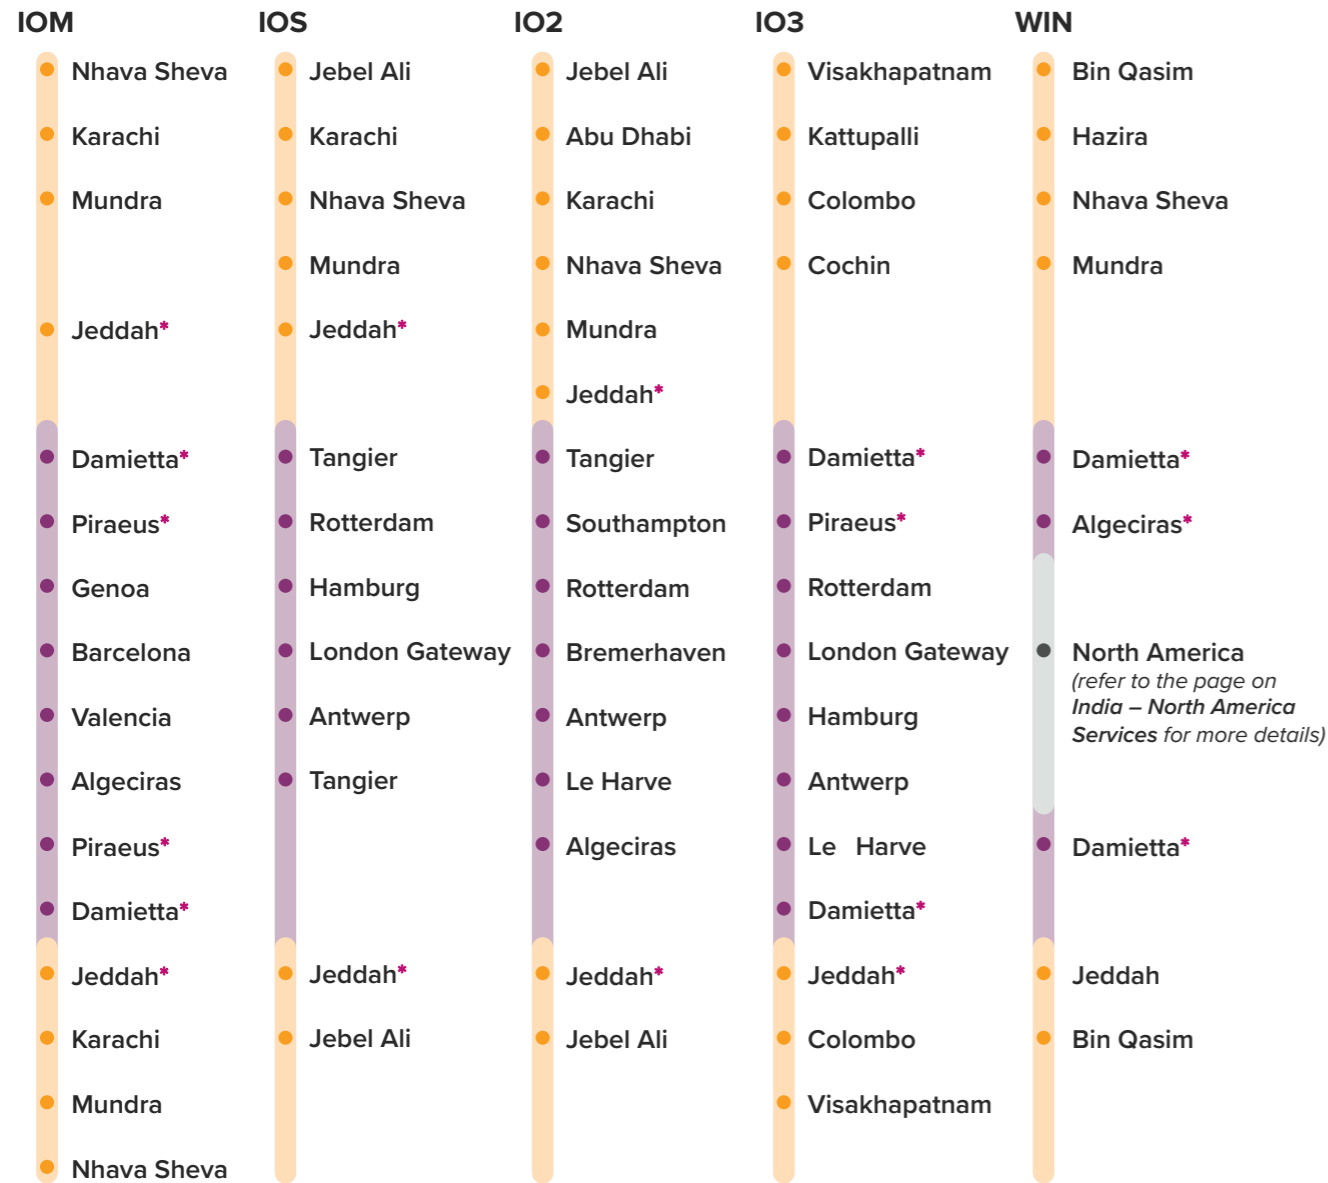 IOM
Nhava Sheva
Karachi
Mundra
Jeddah*
Damietta*
Piraeus*
Genoa
Barcelona
Valencia
Algeciras
Piraeus*
Damietta*
Jeddah*
Karachi
Mundra
Nhava Sheva
IOS
Jebel Ali
Karachi
Nhava Sheva
Mundra
Jeddah*
Tangier
Rotterdam
Hamburg
London Gateway
Antwerp
Tangier
Jeddah*
Jebel Ali
IO2
Jebel Ali
Abu Dhabi
Karachi
Nhava Sheva
Mundra
Jeddah*
Tangier
Southampton
Rotterdam
Bremerhaven
Antwerp
Le Harve
Algeciras
Jeddah*
Jebel Ali
IO3
Visakhapatnam
Kattupalli
Colombo
Cochin
Damietta*
Piraeus*
Rotterdam
London Gateway
Hamburg
Antwerp
Le Harve
Damietta*
Jeddah*
Colombo
Visakhapatnam
WIN
Bin Qasim
Hazira
Nhava Sheva
Mundra
Damietta*
Algeciras*
North America
(refer to the page on
India – North America
Services for more details)
Damietta*
Jeddah
Bin Qasim